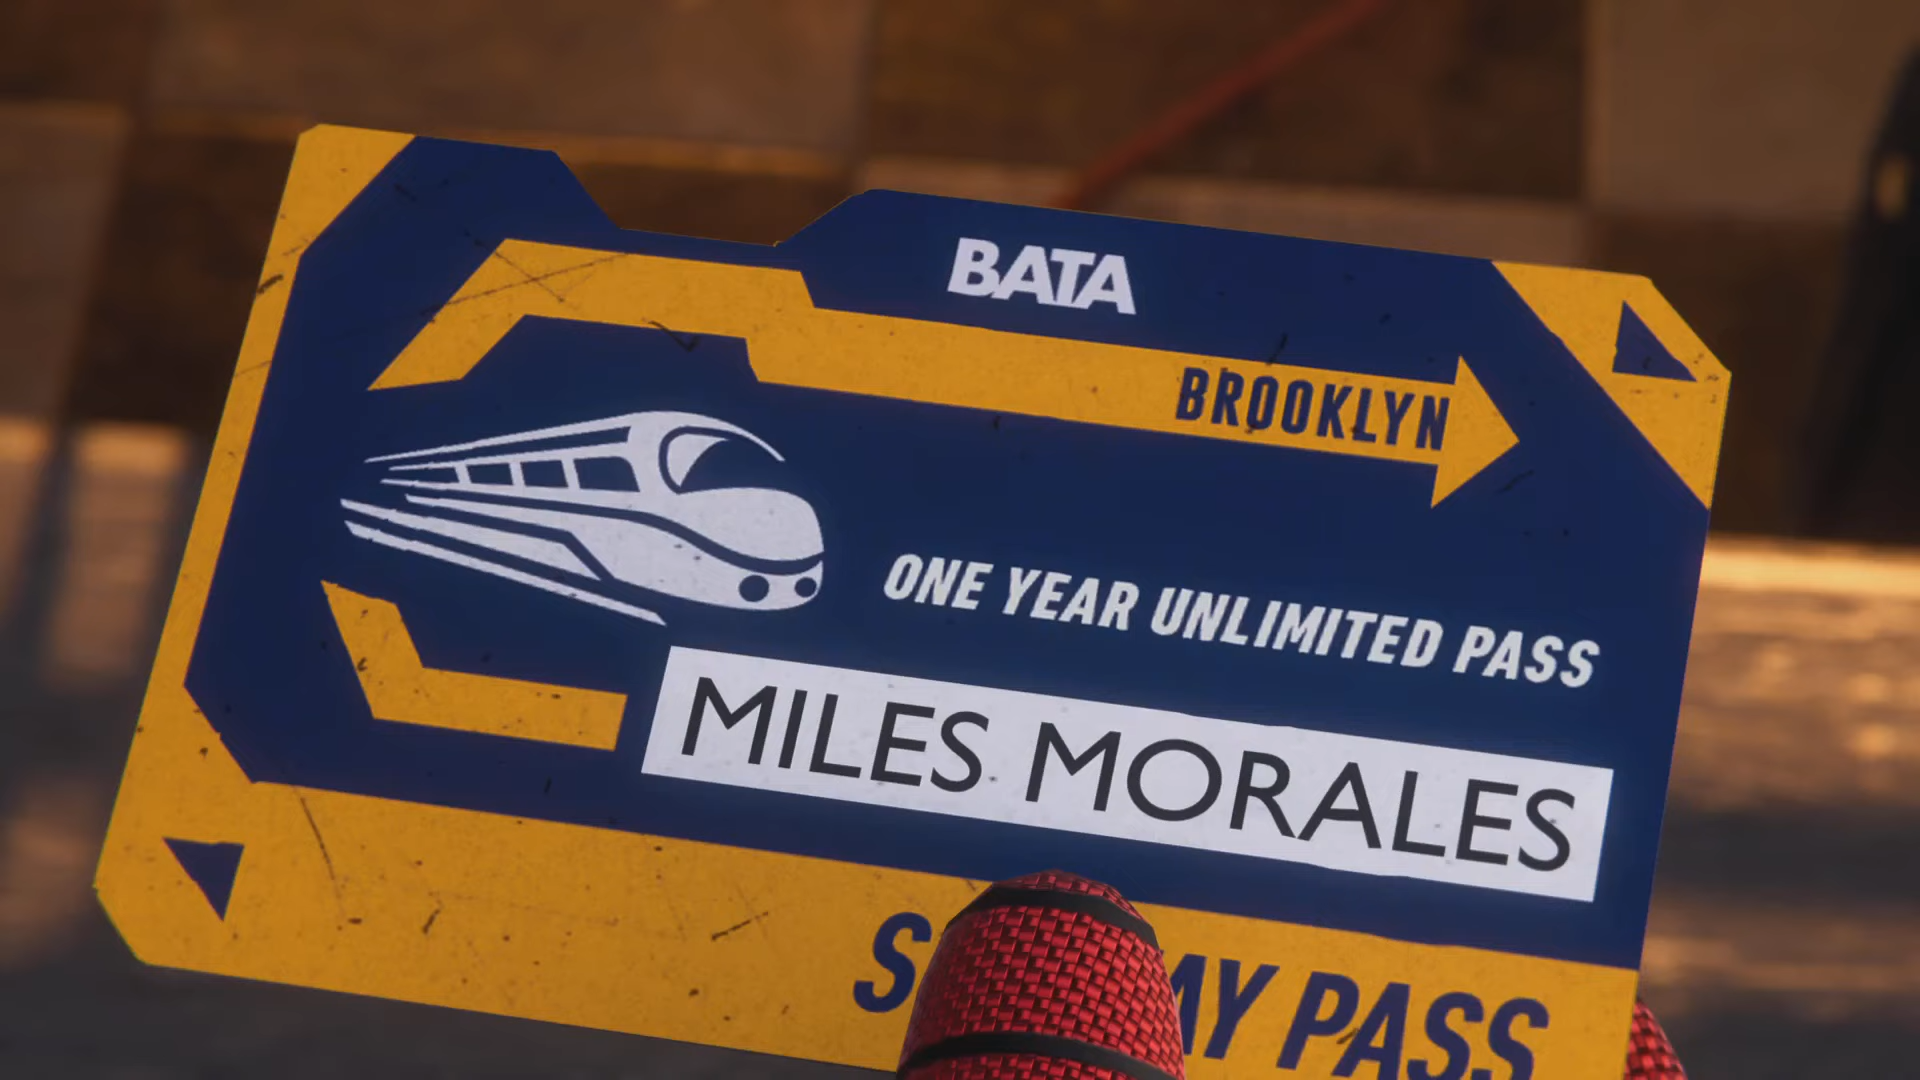 BATA
BROOKLYN
ONE YEAR UNLIMITED PASS
MILES MORALES
PASS